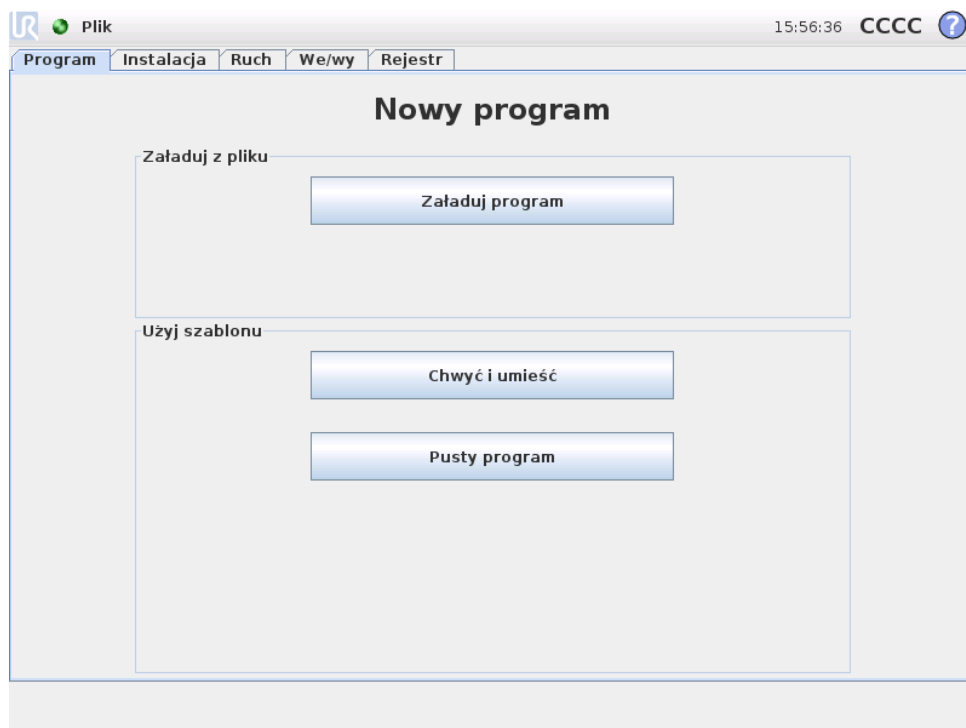 UR Plik 15:56:36 CCCC ?
Program Instalacja Ruch We/wy Rejestr
Nowy program
Załaduj z pliku
Załaduj program
Użyj szablonu
Chwyć i umieść
Pusty program